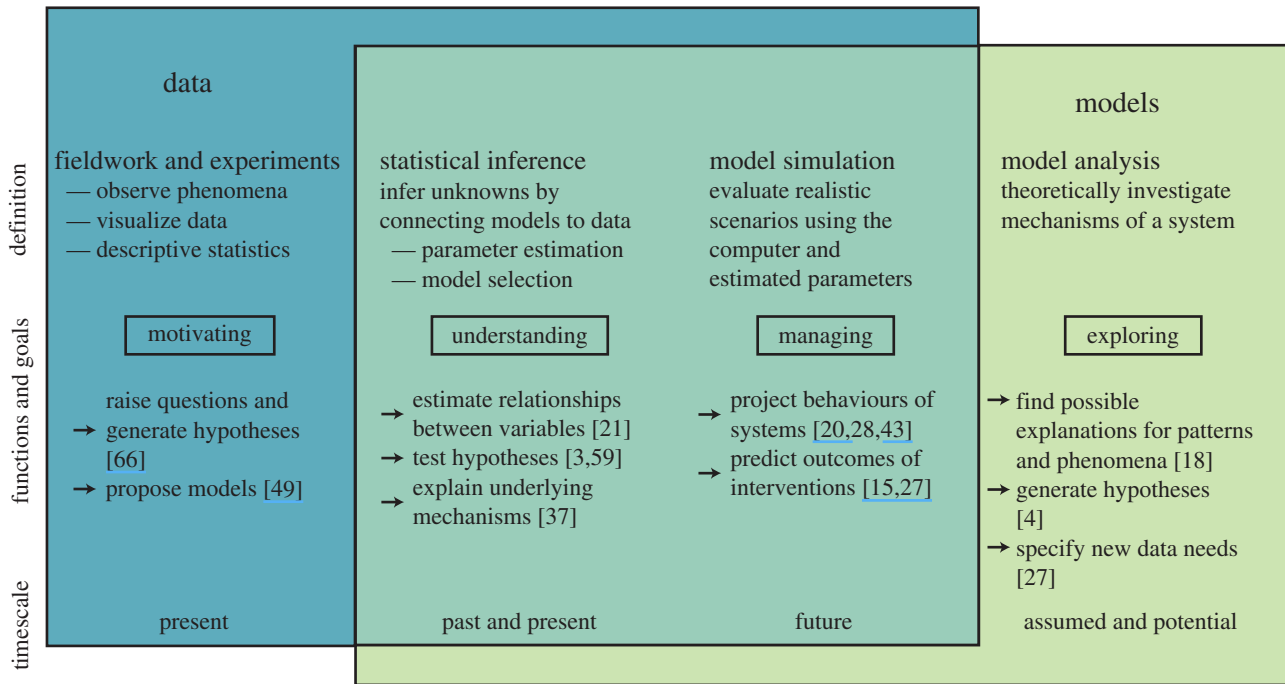 data
models
definition
fieldwork and experiments
— observe phenomena
— visualize data
— descriptive statistics
statistical inference
infer unknowns by
connecting models to data
— parameter estimation
— model selection
model simulation
evaluate realistic
scenarios using the
computer and
estimated parameters
model analysis
theoretically investigate
mechanisms of a system
functions and goals
motivating
raise questions and
→ generate hypotheses
[66]
→ propose models [49]
understanding
→ estimate relationships
between variables [21]
→ test hypotheses [3,59]
→ explain underlying
mechanisms [37]
managing
→ project behaviours of
systems [20,28,43]
→ predict outcomes of
interventions [15,27]
exploring
→ find possible
explanations for patterns
and phenomena [18]
→ generate hypotheses
[4]
→ specify new data needs
[27]
timescale
present
past and present
future
assumed and potential